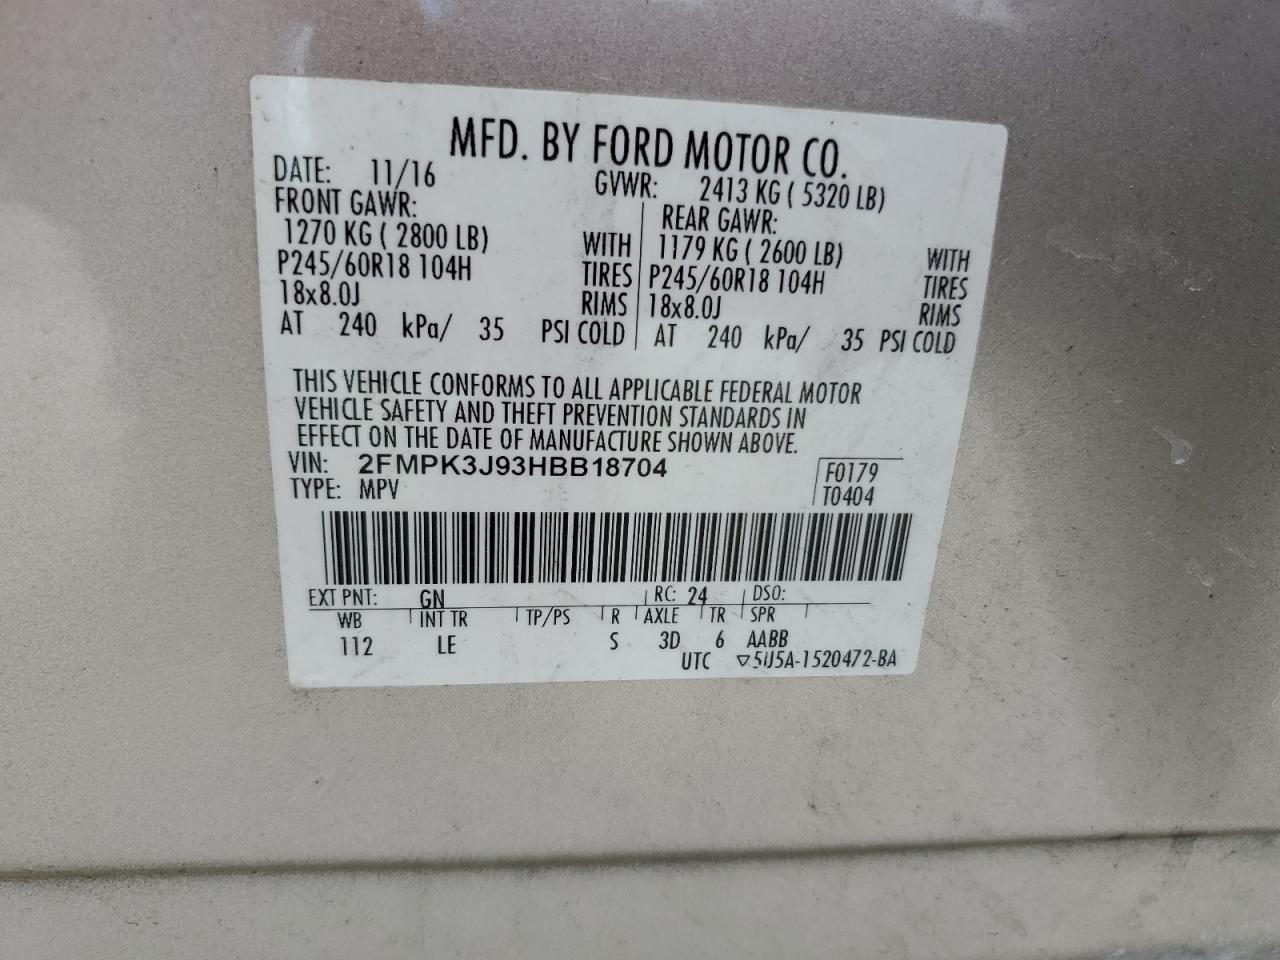 MFD. BY FORD MOTOR CO.
DATE: 11/16 GVWR: 2413 KG ( 5320 LB)
FRONT GAWR: REAR GAWR:
1270 KG ( 2800 LB) WITH 1179 KG ( 2600 LB) WITH
P245/60R18 104H TIRES P245/60R18 104H TIRES
18x8.0J RIMS 18x8.0J RIMS
AT 240 kPa/ 35 PSI COLD AT 240 kPa/ 35 PSI COLD
THIS VEHICLE CONFORMS TO ALL APPLICABLE FEDERAL MOTOR
VEHICLE SAFETY AND THEFT PREVENTION STANDARDS IN
EFFECT ON THE DATE OF MANUFACTURE SHOWN ABOVE.
VIN: 2FMPK3J93HBB18704 F0179
TYPE: MPV T0404
EXT PNT: GN RC: 24 DSO:
WB INT TR TP/PS R AXLE TR SPR
112 LE S 3D 6 AABB
UTC ▽5U5A-1520472-BA